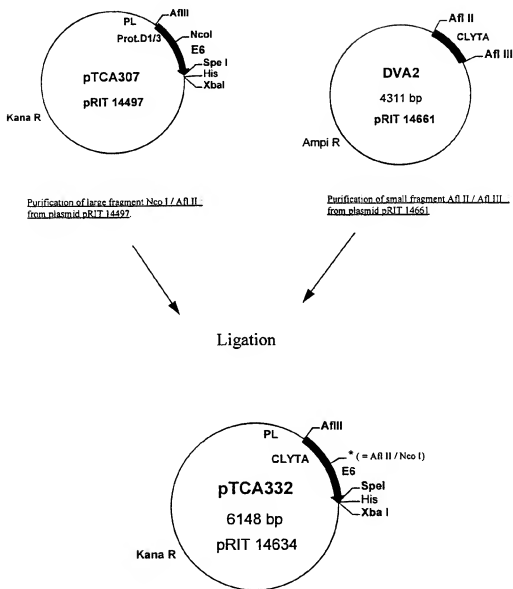 PL
AflII
Prot.D1/3
NcoI
E6
Spe I
His
XbaI
pTCA307
pRIT 14497
Kana R
Afl II
CLYTA
Afl III
DVA2
4311 bp
pRIT 14661
Ampi R
Purification of large fragment Nco I / Afl II
from plasmid pRIT 14497.
Purification of small fragment Afl II / Afl III
from plasmid pRIT 14661
Ligation
PL
AflII
CLYTA
* ( = Afl II / Nco I)
E6
SpeI
His
Xba I
pTCA332
6148 bp
pRIT 14634
Kana R